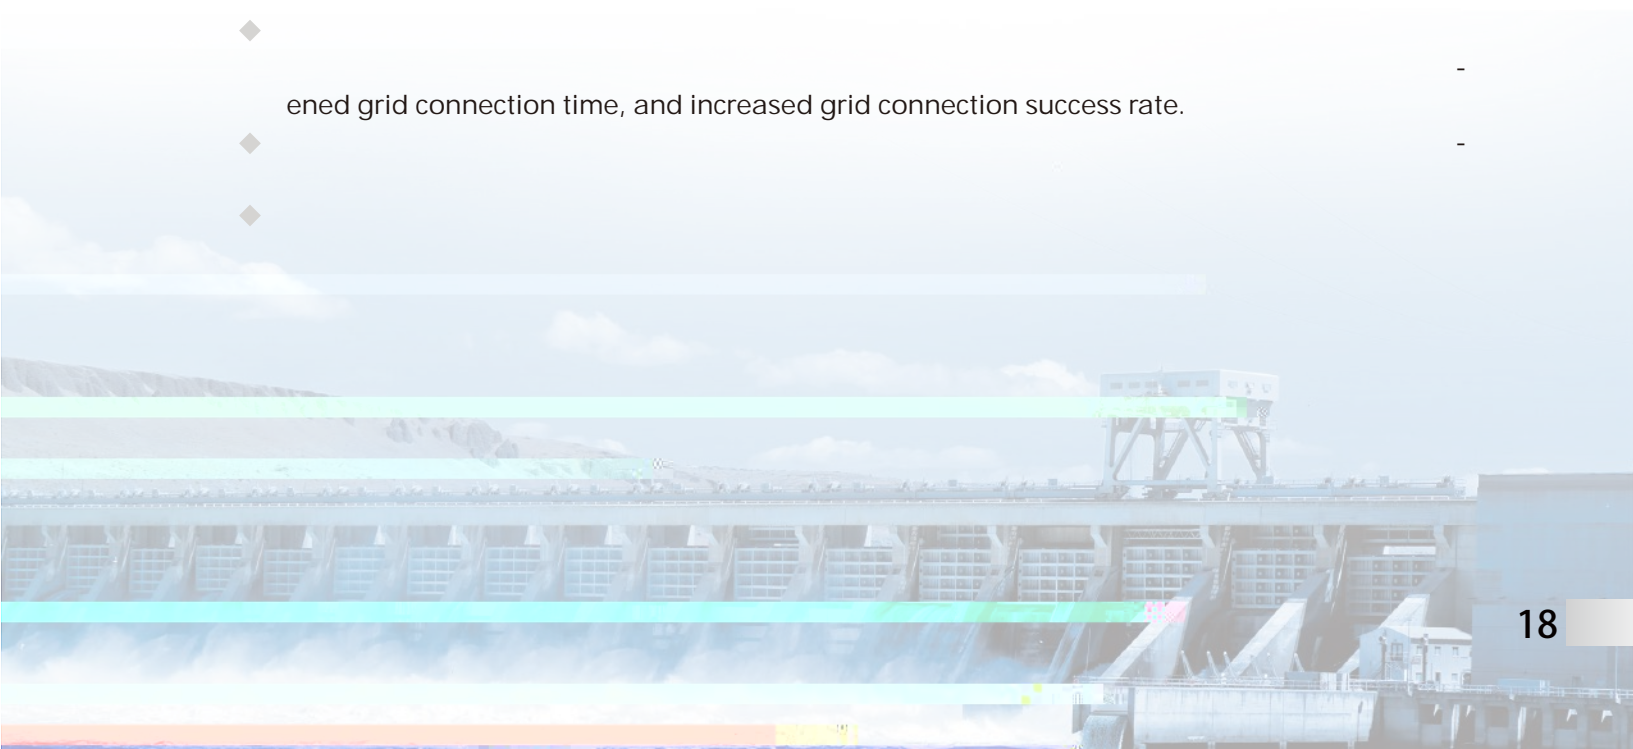 -
ened grid connection time, and increased grid connection success rate.
-
18